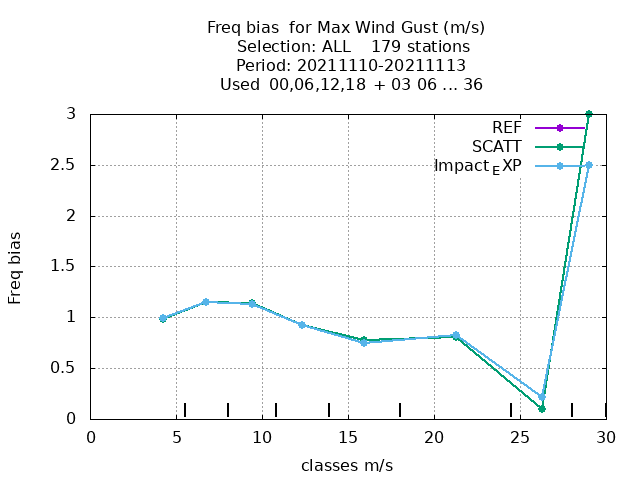 Freq bias  for Max Wind Gust (m/s)
Selection: ALL    179 stations
Period: 20211110-20211113
Used  00,06,12,18  + 03 06 ... 36
REF
SCATT
Impact_EXP
Freq bias
3
2.5
2
1.5
1
0.5
0
0 5 10 15 20 25 30
classes m/s